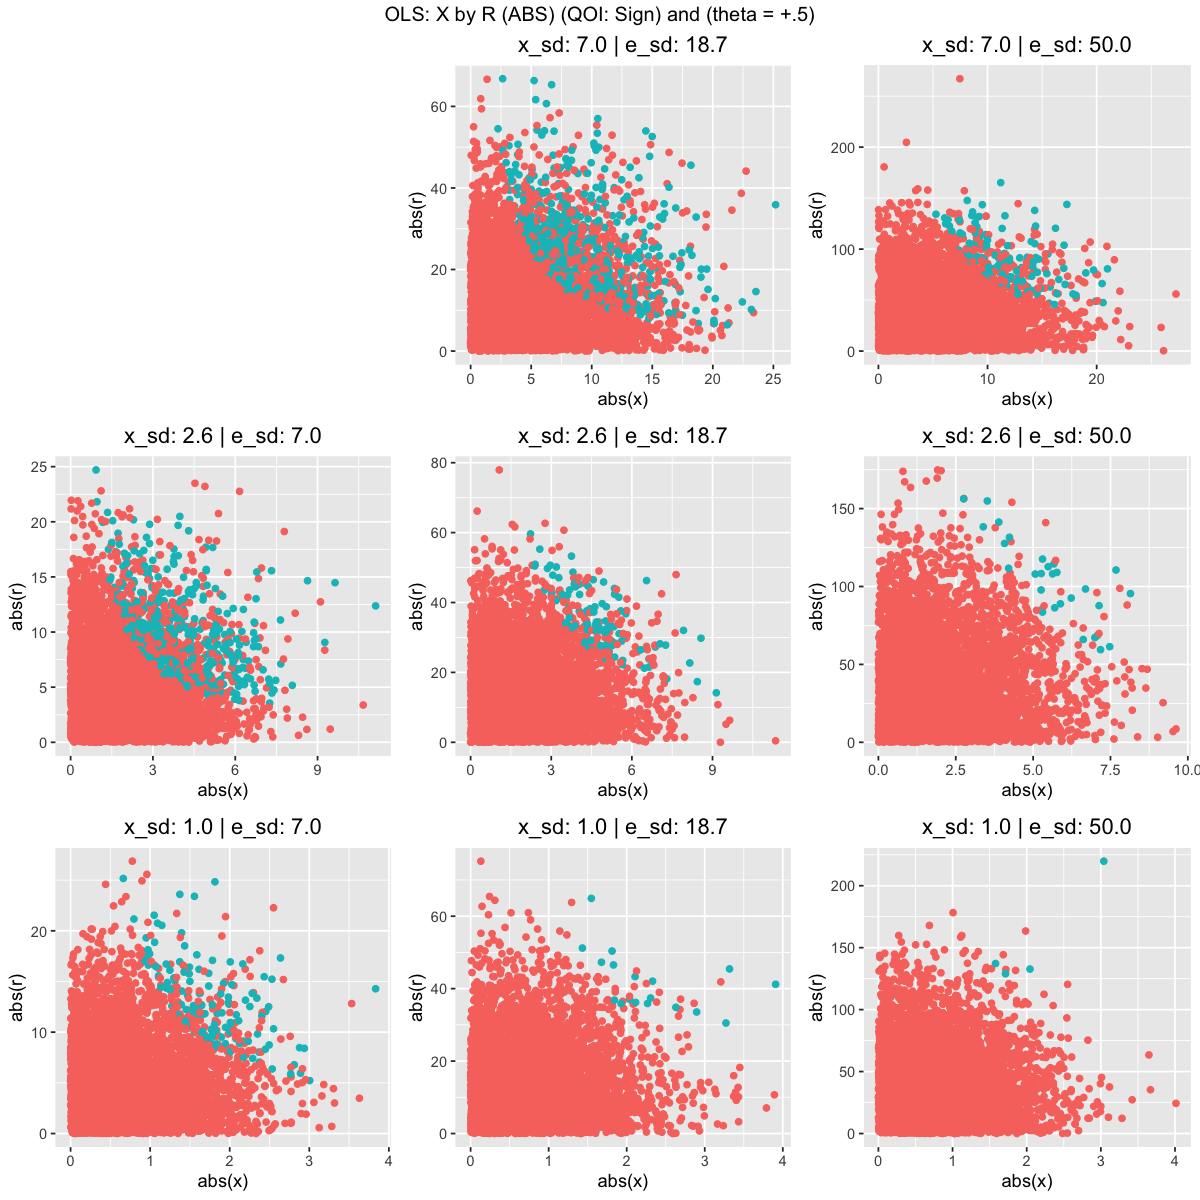 OLS: X by R (ABS) (QOI: Sign) and (theta = +.5)
x_sd: 7.0 | e_sd: 18.7
abs(r)
60
40
20
0
0 5 10 15 20 25
abs(x)
x_sd: 7.0 | e_sd: 50.0
abs(r)
200
100
0
0 10 20
abs(x)
x_sd: 2.6 | e_sd: 7.0
abs(r)
25
20
15
10
5
0
0 3 6 9
abs(x)
x_sd: 2.6 | e_sd: 18.7
abs(r)
80
60
40
20
0
0 3 6 9
abs(x)
x_sd: 2.6 | e_sd: 50.0
abs(r)
150
100
50
0
0.0 2.5 5.0 7.5 10.0
abs(x)
x_sd: 1.0 | e_sd: 7.0
abs(r)
20
10
0
0 1 2 3 4
abs(x)
x_sd: 1.0 | e_sd: 18.7
abs(r)
60
40
20
0
0 1 2 3 4
abs(x)
x_sd: 1.0 | e_sd: 50.0
abs(r)
200
150
100
50
0
0 1 2 3 4
abs(x)